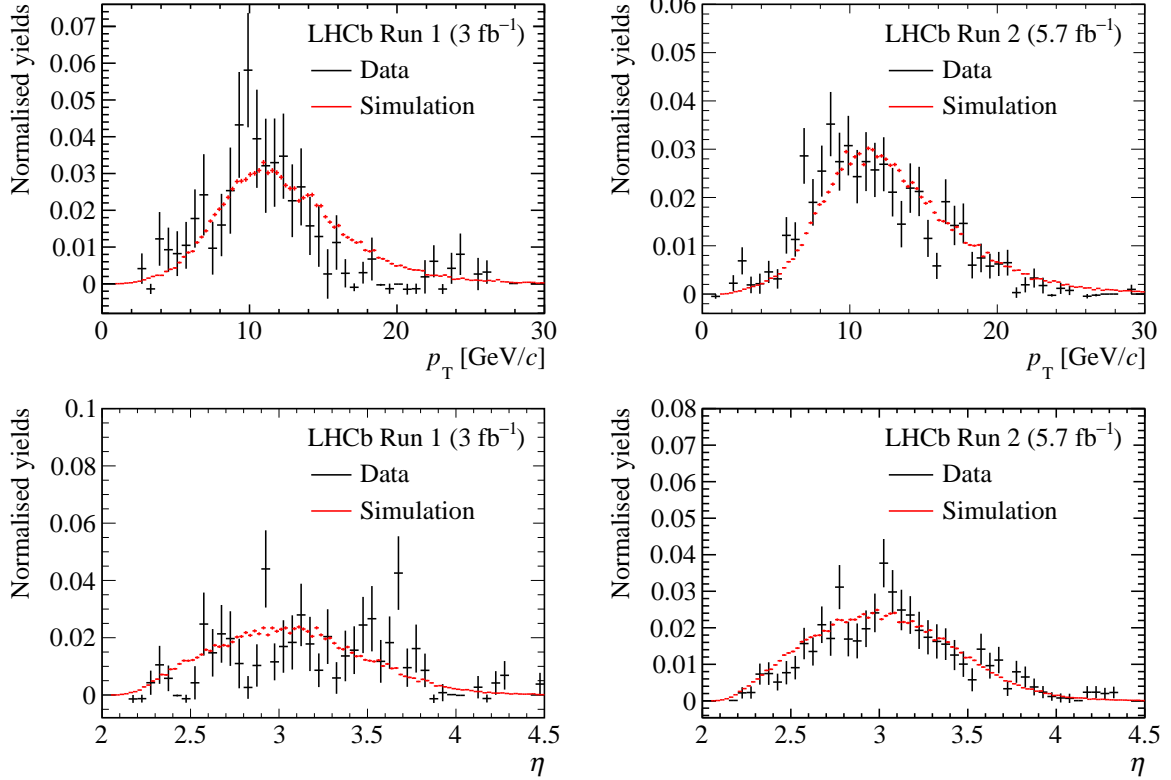 LHCb Run 1 (3 fb⁻¹)
Data
Simulation
Normalised yields
0.07
0.06
0.05
0.04
0.03
0.02
0.01
0
0 10 20 30
p_T [GeV/c]
LHCb Run 2 (5.7 fb⁻¹)
Data
Simulation
Normalised yields
0.06
0.05
0.04
0.03
0.02
0.01
0
0 10 20 30
p_T [GeV/c]
LHCb Run 1 (3 fb⁻¹)
Data
Simulation
Normalised yields
0.1
0.08
0.06
0.04
0.02
0
2 2.5 3 3.5 4 4.5
η
LHCb Run 2 (5.7 fb⁻¹)
Data
Simulation
Normalised yields
0.08
0.07
0.06
0.05
0.04
0.03
0.02
0.01
0
2 2.5 3 3.5 4 4.5
η